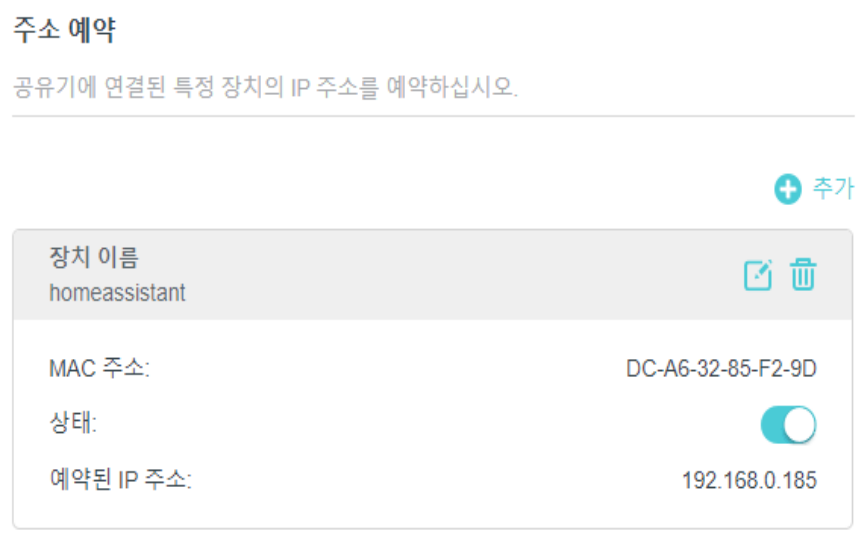 주소 예약
공유기에 연결된 특정 장치의 IP 주소를 예약하십시오.
추가
장치 이름
homeassistant
MAC 주소: DC-A6-32-85-F2-9D
상태:
예약된 IP 주소: 192.168.0.185